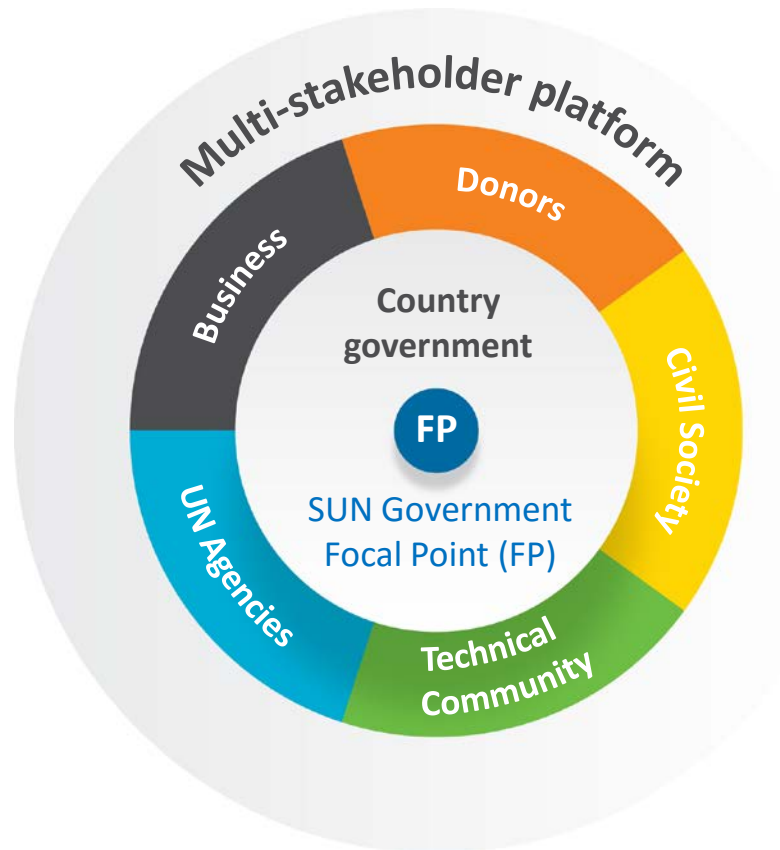 Multi-stakeholder platform
Donors
Business
Civil Society
Country
government
FP
SUN Government
Focal Point (FP)
UN Agencies
Technical
Community